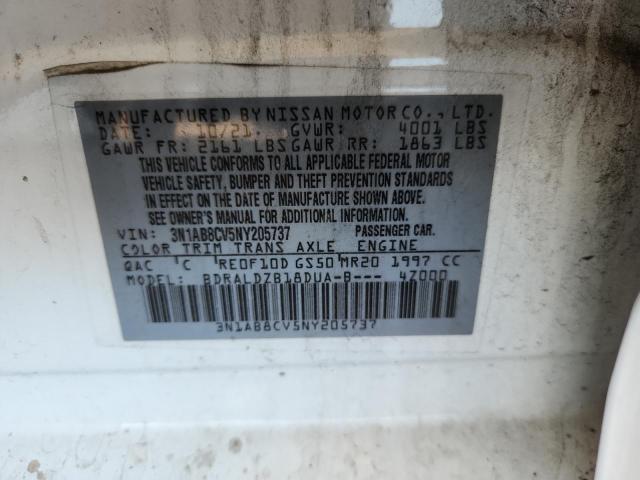 MANUFACTURED BY NISSAN MOTOR CO., LTD.
DATE: 10/21 GVWR: 4001 LBS
GAWR FR: 2161 LBS GAWR RR: 1863 LBS
THIS VEHICLE CONFORMS TO ALL APPLICABLE FEDERAL MOTOR
VEHICLE SAFETY, BUMPER AND THEFT PREVENTION STANDARDS
IN EFFECT ON THE DATE OF MANUFACTURE SHOWN ABOVE.
SEE OWNER'S MANUAL FOR ADDITIONAL INFORMATION.
VIN: 3N1AB8CV5NY205737 PASSENGER CAR.
COLOR TRIM TRANS AXLE ENGINE
QAC C RE0F10D GS50 MR20 1997 CC
MODEL: BDRALDZB18DUA-B--- 4Z000
3N1AB8CV5NY205737